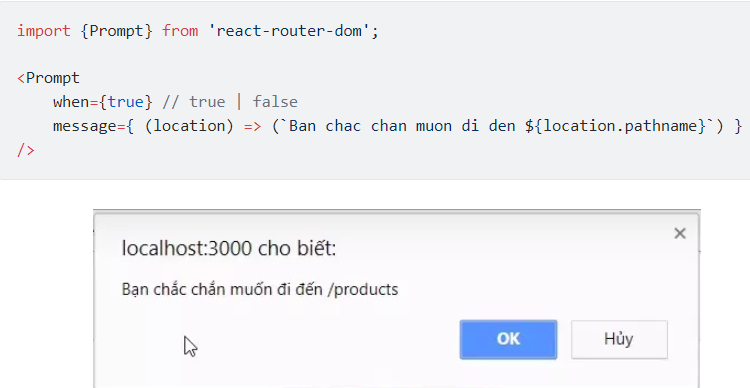 import {Prompt} from 'react-router-dom';
<Prompt
when={true} // true | false
message={ (location) => (`Ban chac chan muon di den ${location.pathname}`) }
/>
localhost:3000 cho biết:
Bạn chắc chắn muốn đi đến /products
OK Hủy